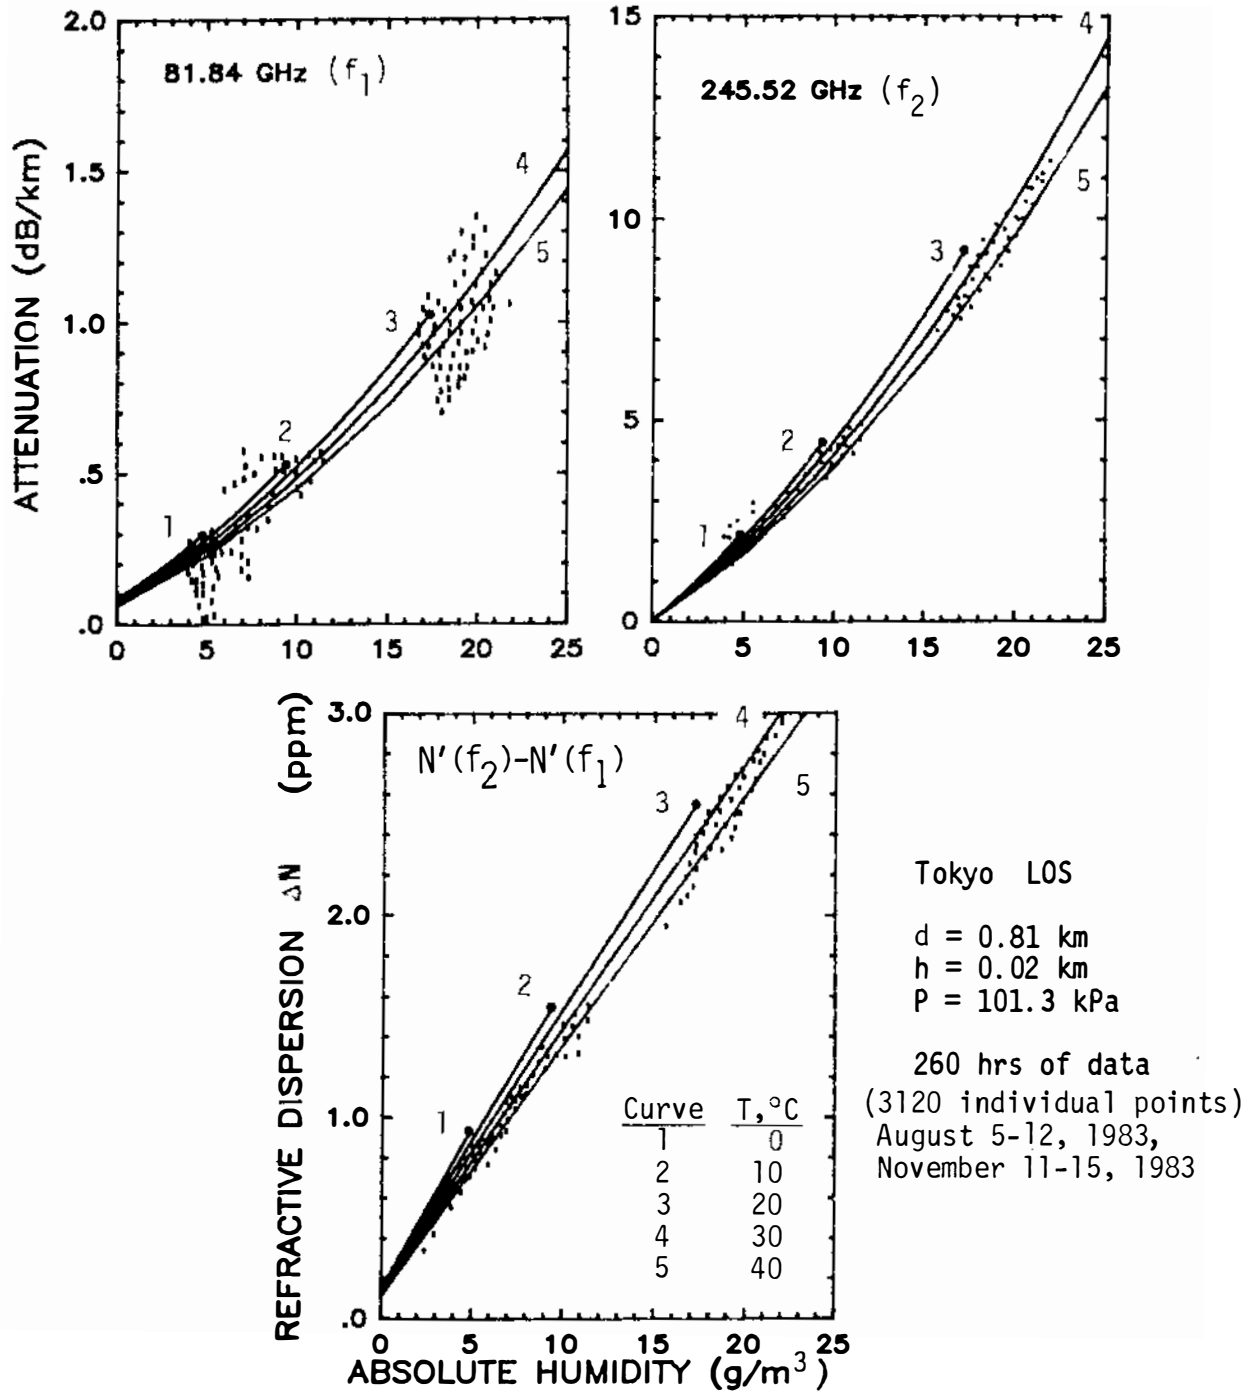 81.84 GHz (f1)
ATTENUATION (dB/km)
2.0
1.5
1.0
.5
.0
0 5 10 15 20 25
1
2
3
4
5
245.52 GHz (f2)
15
10
5
0
0 5 10 15 20 25
1
2
3
4
5
N'(f2)-N'(f1)
REFRACTIVE DISPERSION ΔN (ppm)
3.0
2.0
1.0
.0
0 5 10 15 20 25
ABSOLUTE HUMIDITY (g/m³)
1
2
3
4
5
Curve T,°C
1 0
2 10
3 20
4 30
5 40
Tokyo LOS
d = 0.81 km
h = 0.02 km
P = 101.3 kPa
260 hrs of data
(3120 individual points)
August 5-12, 1983,
November 11-15, 1983